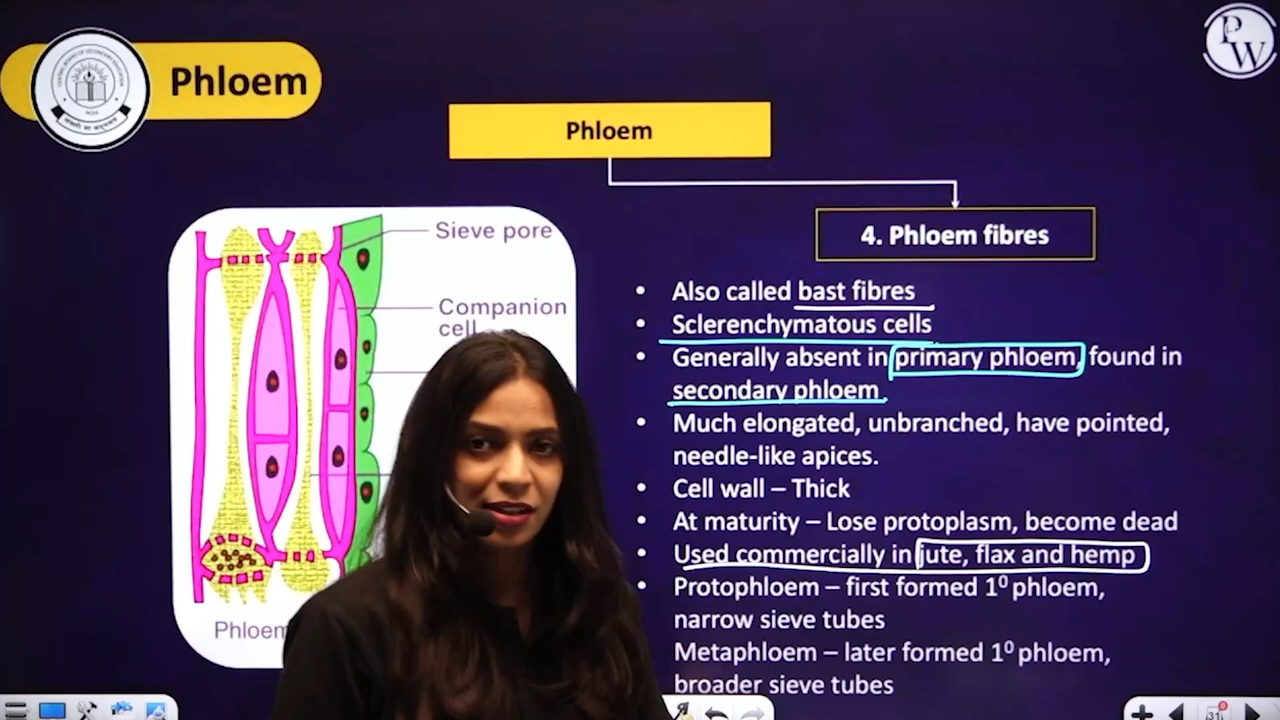 Phloem
PW
Phloem
4. Phloem fibres
Sieve pore
Companion
cell
Phloem
• Also called bast fibres
• Sclerenchymatous cells
• Generally absent in primary phloem, found in
secondary phloem
• Much elongated, unbranched, have pointed,
needle-like apices.
• Cell wall – Thick
• At maturity – Lose protoplasm, become dead
• Used commercially in jute, flax and hemp
• Protophloem – first formed 1⁰ phloem,
narrow sieve tubes
Metaphloem – later formed 1⁰ phloem,
broader sieve tubes
31